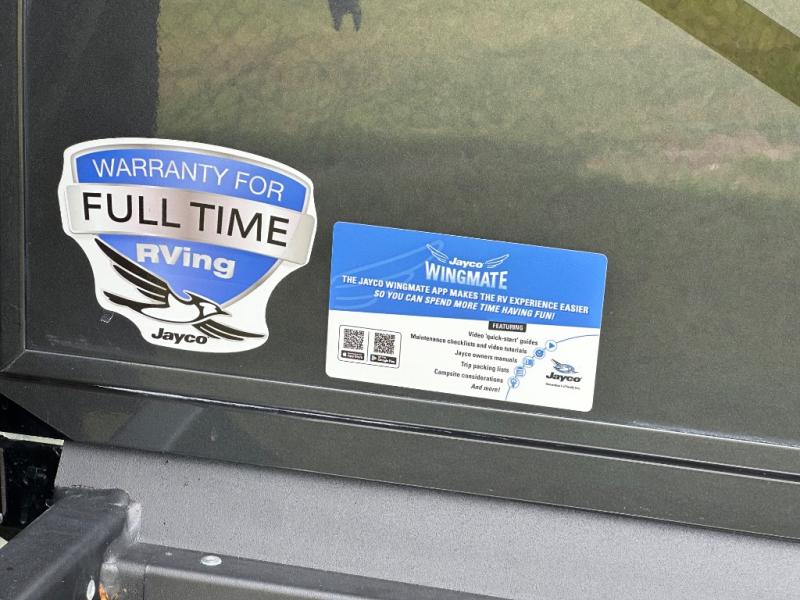 WARRANTY FOR
FULL TIME
RVing
Jayco
Jayco
WINGMATE
THE JAYCO WINGMATE APP MAKES THE RV EXPERIENCE EASIER
SO YOU CAN SPEND MORE TIME HAVING FUN!
FEATURING
Video 'quick-start' guides
Maintenance checklists and video tutorials
Jayco owners manuals
Trip packing lists
Campsite considerations
And more!
Jayco